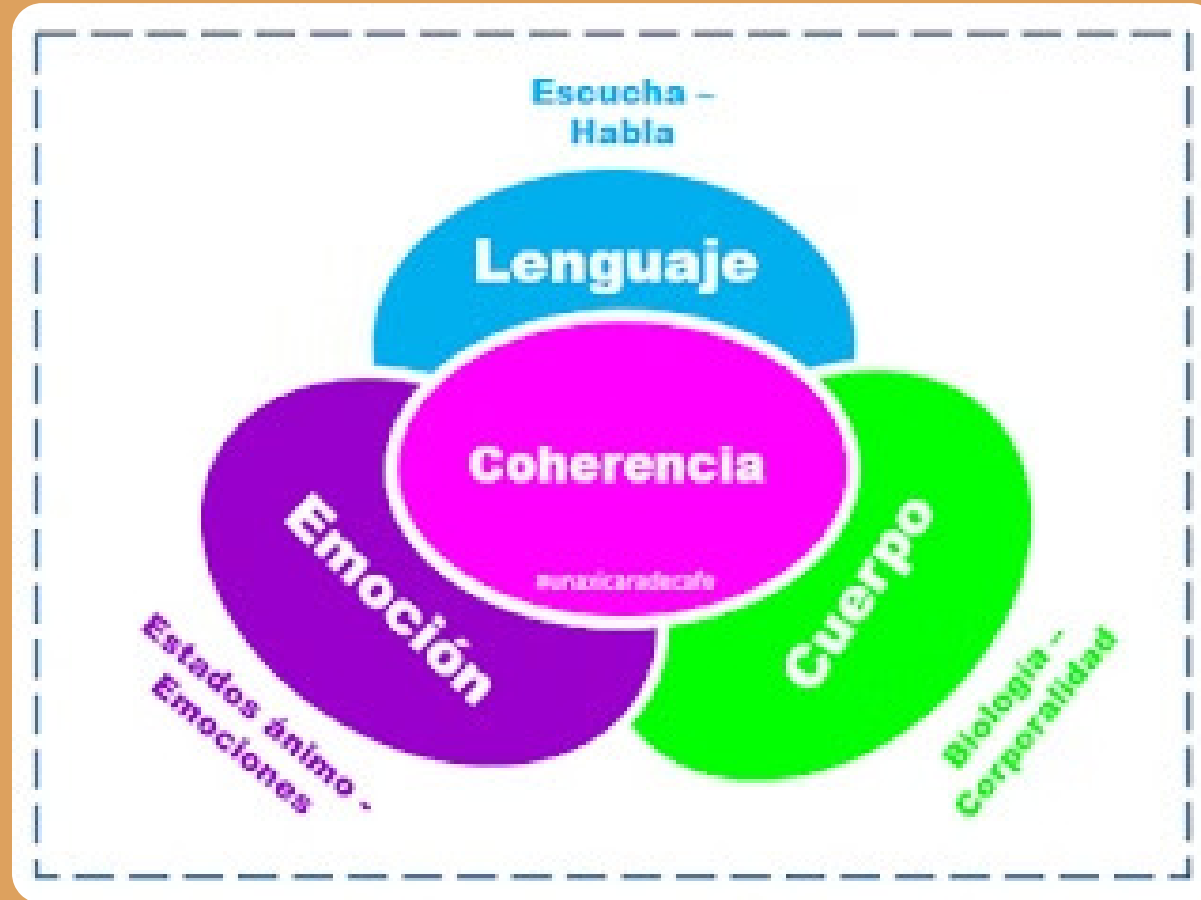 Escucha –
Habla
Lenguaje
Coherencia
#unaxicaradecafe
Emoción
Cuerpo
Estados ánimo -
Emociones
Biología –
Corporalidad